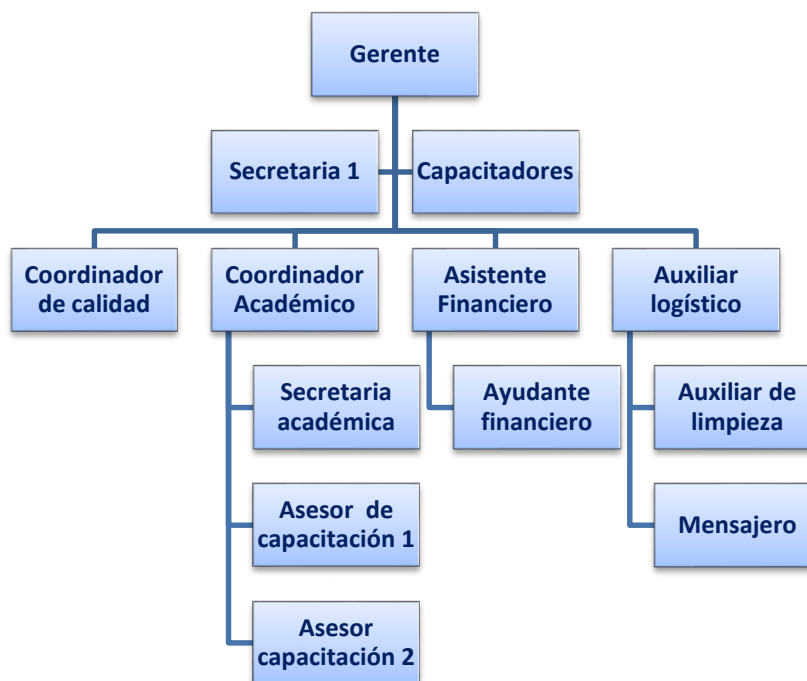 Gerente
Secretaria 1
Capacitadores
Coordinador
de calidad
Coordinador
Académico
Asistente
Financiero
Auxiliar
logístico
Secretaria
académica
Ayudante
financiero
Auxiliar de
limpieza
Asesor de
capacitación 1
Mensajero
Asesor
capacitación 2